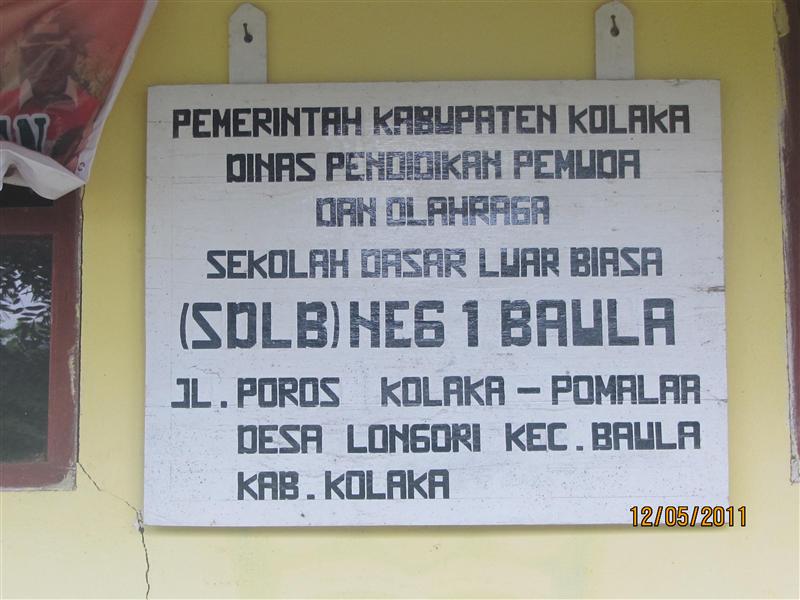 AN
PEMERINTAH KABUPATEN KOLAKA
DINAS PENDIDIKAN PEMUDA
DAN OLAHRAGA
SEKOLAH DASAR LUAR BIASA
(SDLB) NEG 1 BAULA
JL. POROS KOLAKA - POMALAA
DESA LONGORI KEC. BAULA
KAB. KOLAKA
12/05/2011